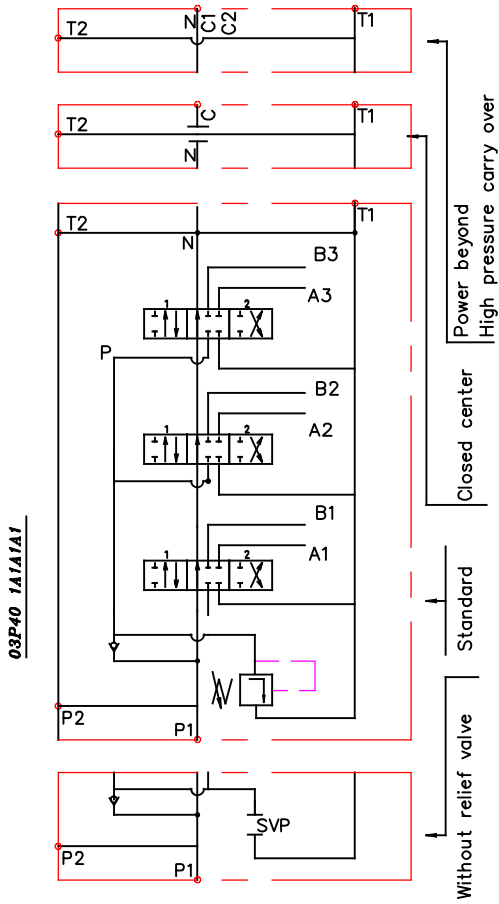 T2
N
C1
C2
T1
T2
C
N
T1
T2
N
T1
B3
A3
1
2
P
B2
A2
1
2
B1
A1
1
2
P2
P1
SVP
P2
P1
03P40 1A1A1A1
Power beyond
High pressure carry over
Closed center
Standard
Without relief valve